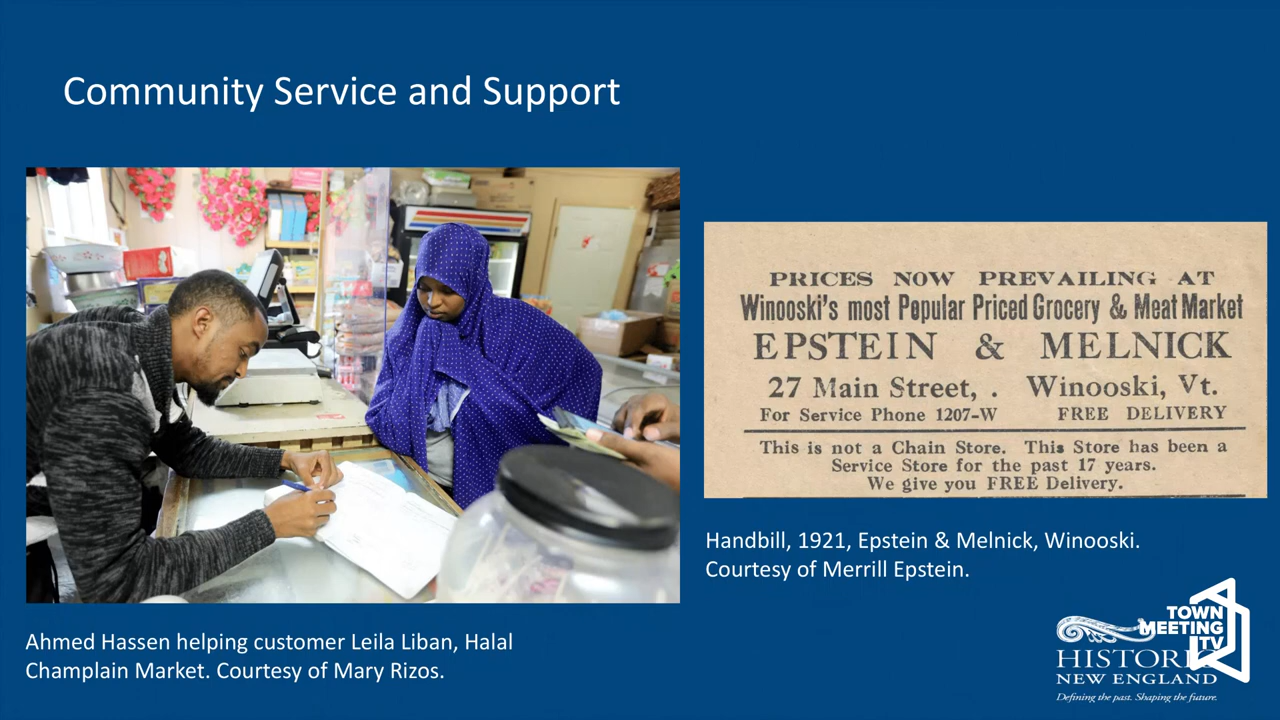 Community Service and Support
PRICES NOW PREVAILING AT
Winooski's most Popular Priced Grocery & Meat Market
EPSTEIN & MELNICK
27 Main Street, . Winooski, Vt.
For Service Phone 1207-W FREE DELIVERY
This is not a Chain Store. This Store has been a
Service Store for the past 17 years.
We give you FREE Delivery.
Handbill, 1921, Epstein & Melnick, Winooski.
Courtesy of Merrill Epstein.
Ahmed Hassen helping customer Leila Liban, Halal
Champlain Market. Courtesy of Mary Rizos.
TOWN
MEETING
TV
HISTORIC
NEW ENGLAND
Defining the past. Shaping the future.